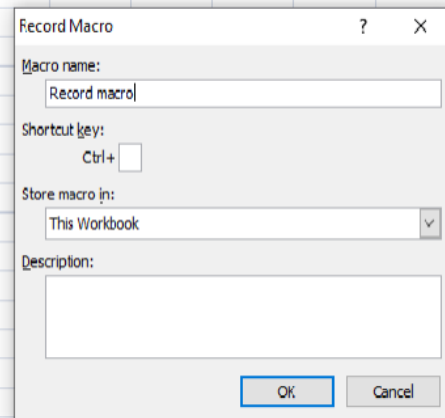 Record Macro ? X
Macro name:
Record macro
Shortcut key:
Ctrl+
Store macro in:
This Workbook
Description:
OK Cancel